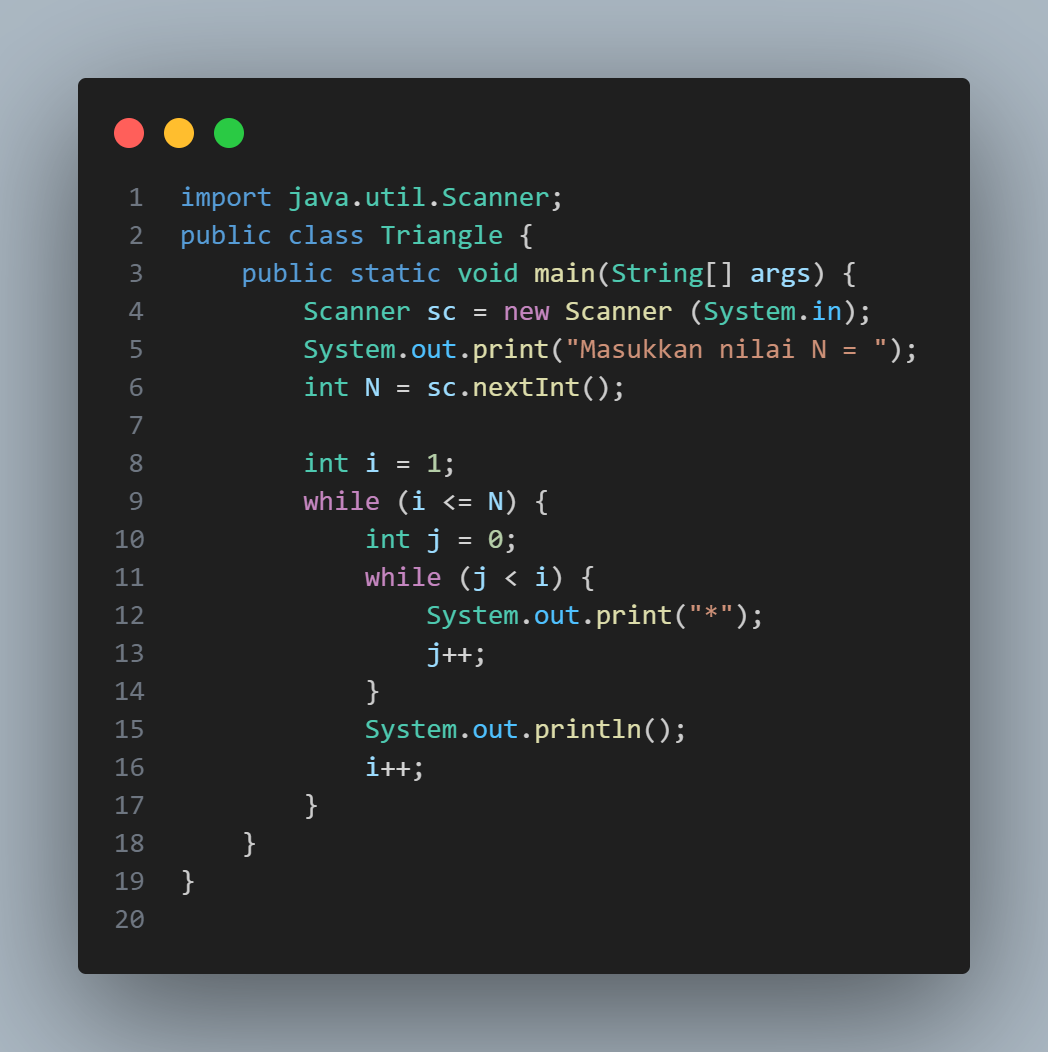 1 import java.util.Scanner;
2 public class Triangle {
3     public static void main(String[] args) {
4         Scanner sc = new Scanner (System.in);
5         System.out.print("Masukkan nilai N = ");
6         int N = sc.nextInt();
7
8         int i = 1;
9         while (i <= N) {
10             int j = 0;
11             while (j < i) {
12                 System.out.print("*");
13                 j++;
14             }
15             System.out.println();
16             i++;
17         }
18     }
19 }
20